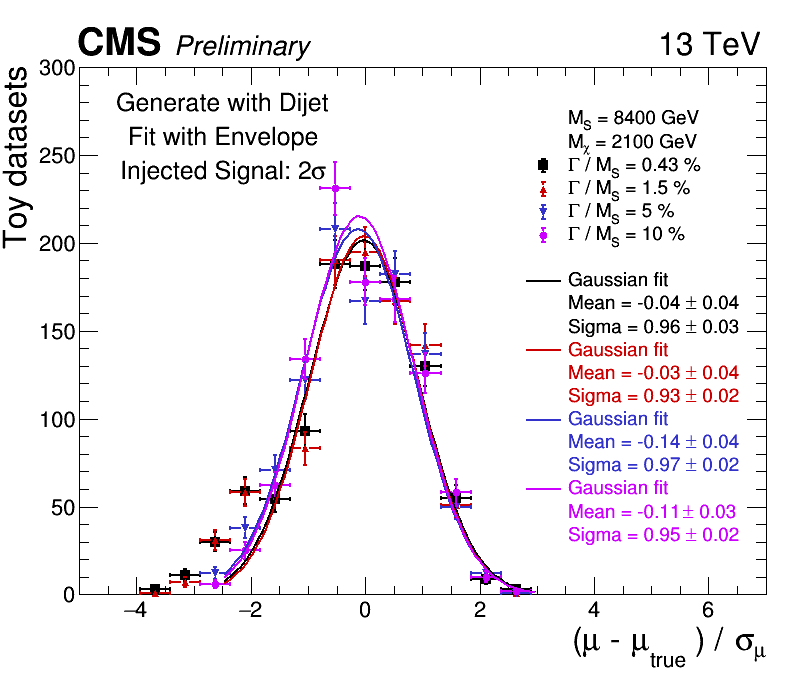 CMS Preliminary 13 TeV
Toy datasets
300
250
200
150
100
50
0
Generate with Dijet
Fit with Envelope
Injected Signal: 2σ
M_S = 8400 GeV
M_χ = 2100 GeV
Γ / M_S = 0.43 %
Γ / M_S = 1.5 %
Γ / M_S = 5 %
Γ / M_S = 10 %
Gaussian fit
Mean = -0.04 ± 0.04
Sigma = 0.96 ± 0.03
Gaussian fit
Mean = -0.03 ± 0.04
Sigma = 0.93 ± 0.02
Gaussian fit
Mean = -0.14 ± 0.04
Sigma = 0.97 ± 0.02
Gaussian fit
Mean = -0.11 ± 0.03
Sigma = 0.95 ± 0.02
−4 −2 0 2 4 6
(μ - μ_true) / σ_μ